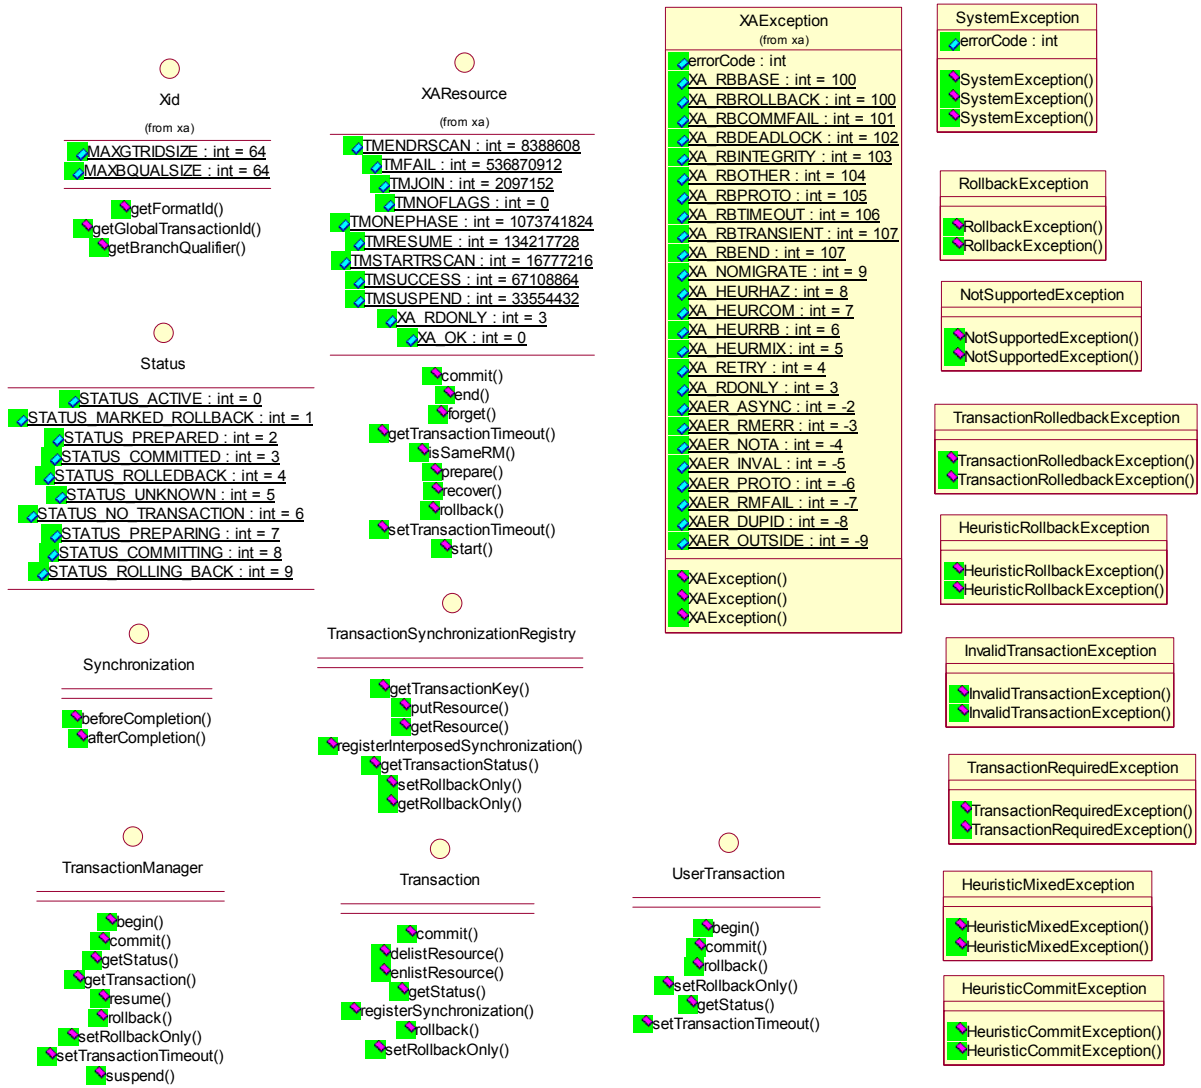 Xid
(from xa)
MAXGTRIDSIZE : int = 64
MAXBQUALSIZE : int = 64
getFormatId()
getGlobalTransactionId()
getBranchQualifier()
XAResource
(from xa)
TMENDRSCAN : int = 8388608
TMFAIL : int = 536870912
TMJOIN : int = 2097152
TMNOFLAGS : int = 0
TMONEPHASE : int = 1073741824
TMRESUME : int = 134217728
TMSTARTRSCAN : int = 16777216
TMSUCCESS : int = 67108864
TMSUSPEND : int = 33554432
XA_RDONLY : int = 3
XA_OK : int = 0
commit()
end()
forget()
getTransactionTimeout()
isSameRM()
prepare()
recover()
rollback()
setTransactionTimeout()
start()
XAException
(from xa)
errorCode : int
XA_RBBASE : int = 100
XA_RBROLLBACK : int = 100
XA_RBCOMMFAIL : int = 101
XA_RBDEADLOCK : int = 102
XA_RBINTEGRITY : int = 103
XA_RBOTHER : int = 104
XA_RBPROTO : int = 105
XA_RBTIMEOUT : int = 106
XA_RBTRANSIENT : int = 107
XA_RBEND : int = 107
XA_NOMIGRATE : int = 9
XA_HEURHAZ : int = 8
XA_HEURCOM : int = 7
XA_HEURRB : int = 6
XA_HEURMIX : int = 5
XA_RETRY : int = 4
XA_RDONLY : int = 3
XAER_ASYNC : int = -2
XAER_RMERR : int = -3
XAER_NOTA : int = -4
XAER_INVAL : int = -5
XAER_PROTO : int = -6
XAER_RMFAIL : int = -7
XAER_DUPID : int = -8
XAER_OUTSIDE : int = -9
XAException()
XAException()
XAException()
SystemException
errorCode : int
SystemException()
SystemException()
SystemException()
RollbackException
RollbackException()
RollbackException()
NotSupportedException
NotSupportedException()
NotSupportedException()
Status
STATUS_ACTIVE : int = 0
STATUS_MARKED_ROLLBACK : int = 1
STATUS_PREPARED : int = 2
STATUS_COMMITTED : int = 3
STATUS_ROLLEDBACK : int = 4
STATUS_UNKNOWN : int = 5
STATUS_NO_TRANSACTION : int = 6
STATUS_PREPARING : int = 7
STATUS_COMMITTING : int = 8
STATUS_ROLLING_BACK : int = 9
TransactionRolledbackException
TransactionRolledbackException()
TransactionRolledbackException()
HeuristicRollbackException
HeuristicRollbackException()
HeuristicRollbackException()
Synchronization
beforeCompletion()
afterCompletion()
TransactionSynchronizationRegistry
getTransactionKey()
putResource()
getResource()
registerInterposedSynchronization()
getTransactionStatus()
setRollbackOnly()
getRollbackOnly()
InvalidTransactionException
InvalidTransactionException()
InvalidTransactionException()
TransactionRequiredException
TransactionRequiredException()
TransactionRequiredException()
TransactionManager
begin()
commit()
getStatus()
getTransaction()
resume()
rollback()
setRollbackOnly()
setTransactionTimeout()
suspend()
Transaction
commit()
delistResource()
enlistResource()
getStatus()
registerSynchronization()
rollback()
setRollbackOnly()
UserTransaction
begin()
commit()
rollback()
setRollbackOnly()
getStatus()
setTransactionTimeout()
HeuristicMixedException
HeuristicMixedException()
HeuristicMixedException()
HeuristicCommitException
HeuristicCommitException()
HeuristicCommitException()